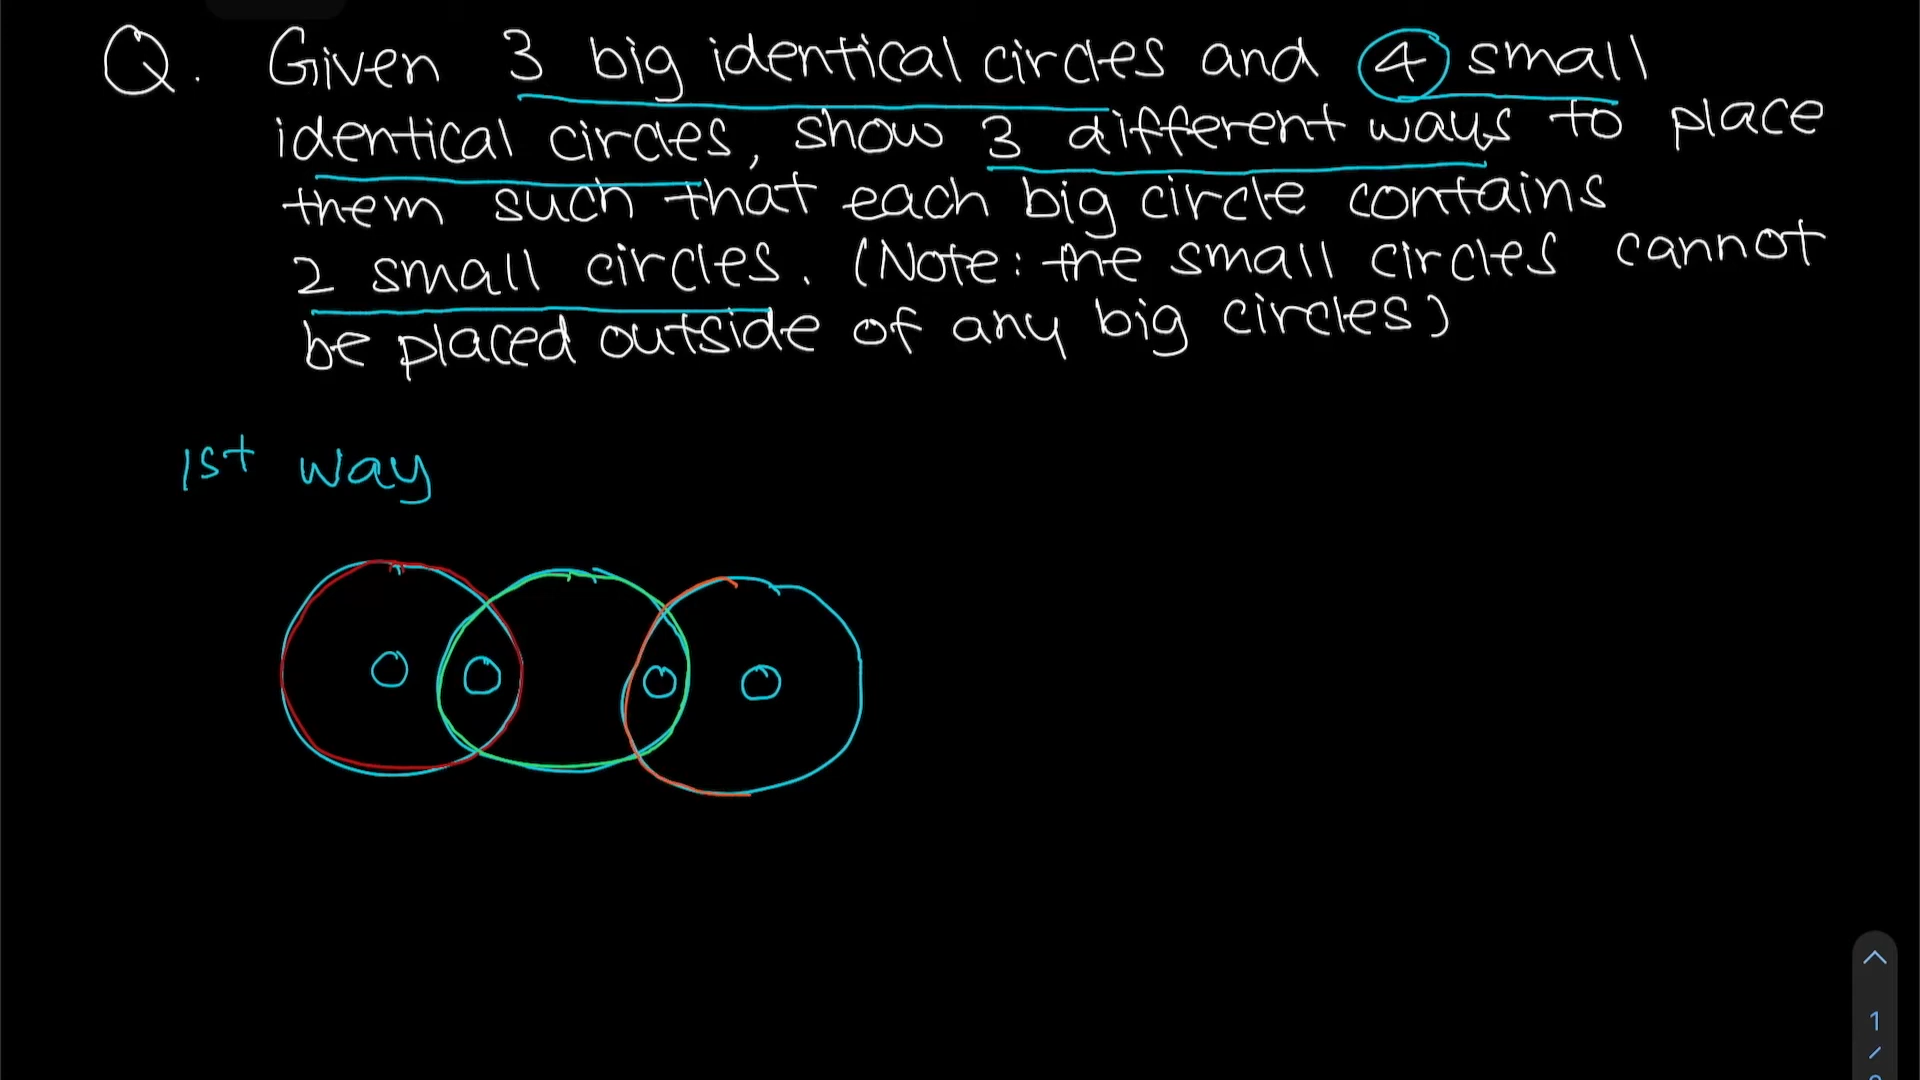 Q. Given 3 big identical circles and 4 small
identical circles, show 3 different ways to place
them such that each big circle contains
2 small circles. (Note: the small circles cannot
be placed outside of any big circles)
1st way
1
/